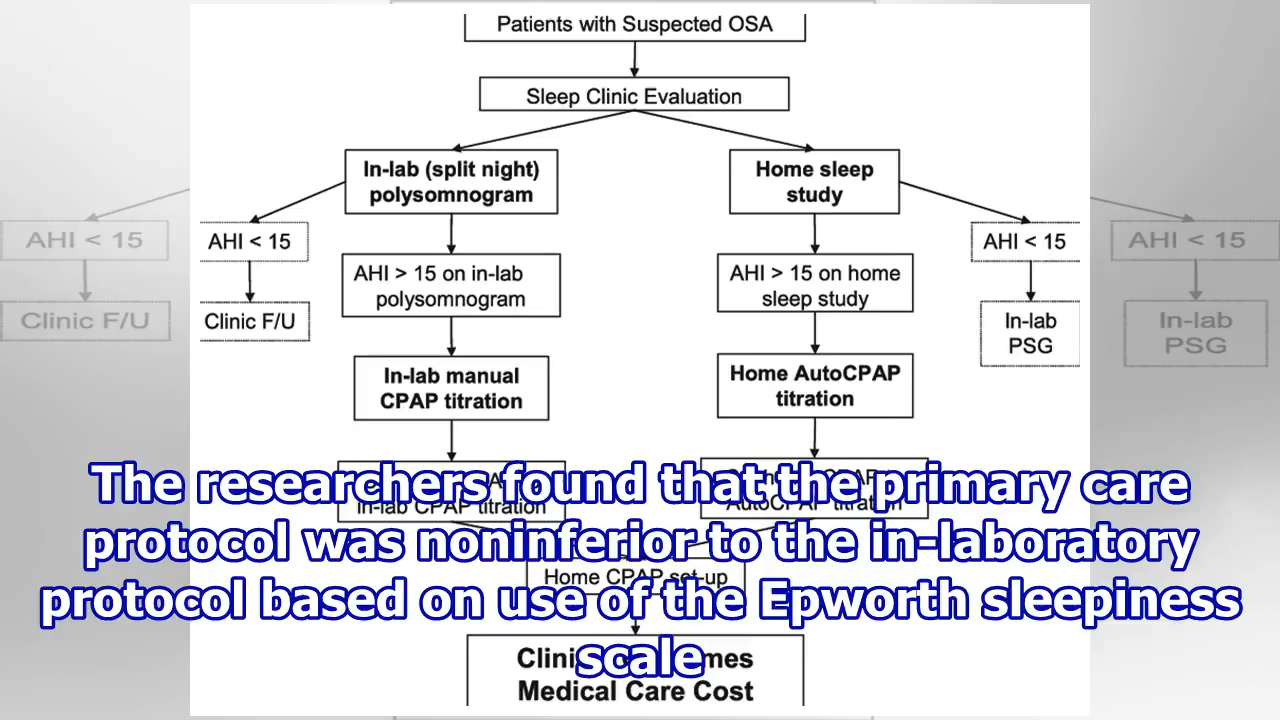 Patients with Suspected OSA
Sleep Clinic Evaluation
In-lab (split night)
polysomnogram
Home sleep
study
AHI < 15
AHI < 15
AHI < 15
AHI < 15
AHI > 15 on in-lab
polysomnogram
AHI > 15 on home
sleep study
Clinic F/U
Clinic F/U
In-lab
PSG
In-lab
PSG
In-lab manual
CPAP titration
Home AutoCPAP
titration
in-lab CPAP titration
AutoCPAP titration
Home CPAP set-up
Medical Care Cost
The researchers found that the primary care
protocol was noninferior to the in-laboratory
protocol based on use of the Epworth sleepiness
scale